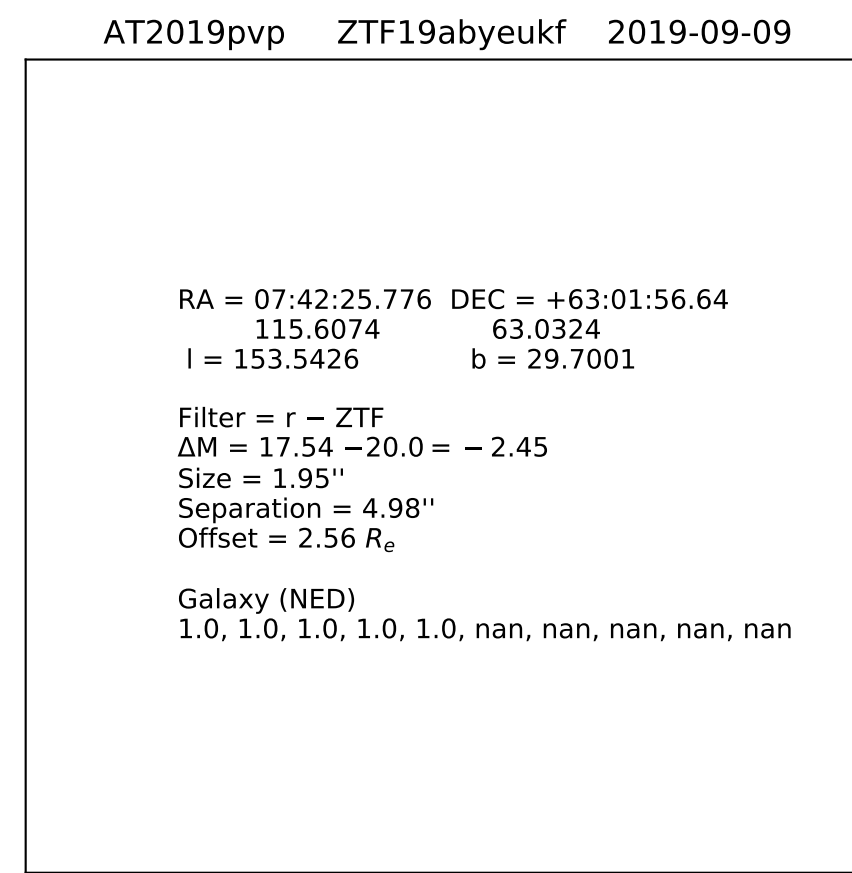 AT2019pvp ZTF19abyeukf 2019-09-09
RA = 07:42:25.776 DEC = +63:01:56.64
115.6074 63.0324
l = 153.5426 b = 29.7001
Filter = r − ZTF
ΔM = 17.54 −20.0 = − 2.45
Size = 1.95''
Separation = 4.98''
Offset = 2.56 Rₑ
Galaxy (NED)
1.0, 1.0, 1.0, 1.0, 1.0, nan, nan, nan, nan, nan